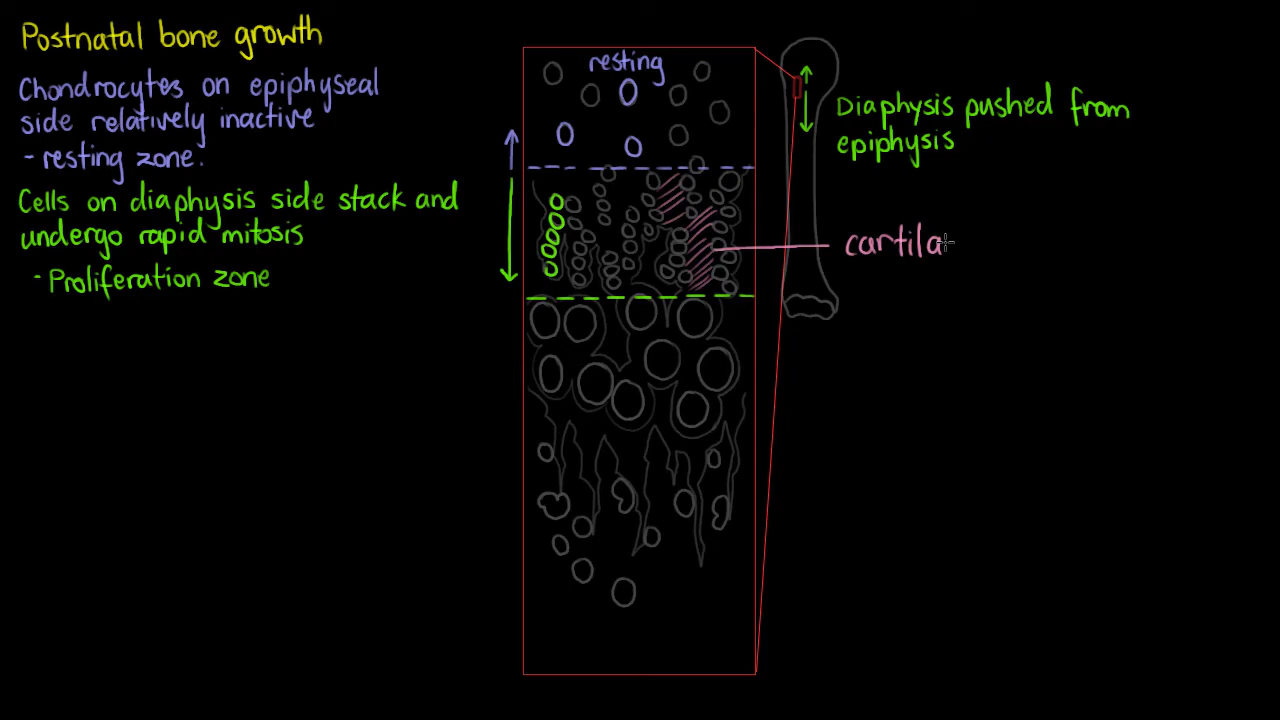 Postnatal bone growth
Chondrocytes on epiphyseal
side relatively inactive
- resting zone.
Cells on diaphysis side stack and
undergo rapid mitosis
- Proliferation zone
resting
Diaphysis pushed from
epiphysis
cartila